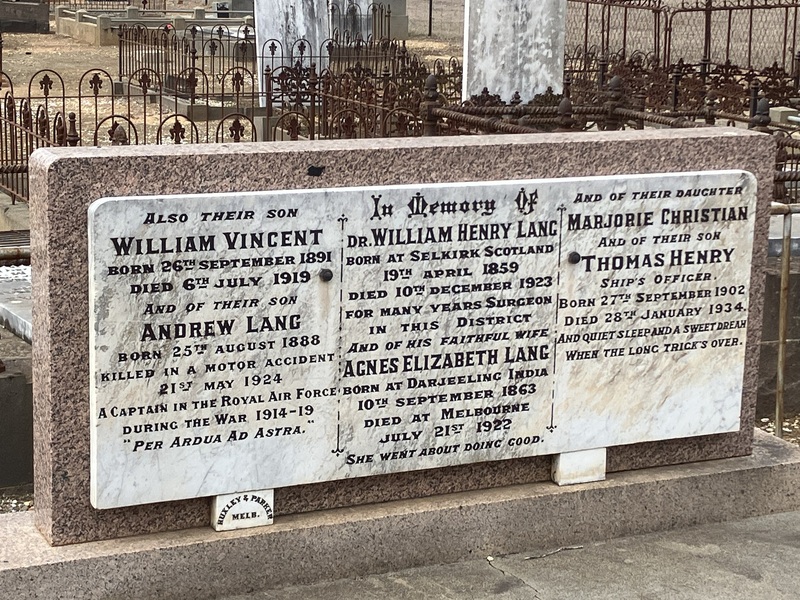 ALSO THEIR SON
WILLIAM VINCENT
BORN 26TH SEPTEMBER 1891
DIED 6TH JULY 1919
AND OF THEIR SON
ANDREW LANG
BORN 25TH AUGUST 1888
KILLED IN A MOTOR ACCIDENT
21ST MAY 1924
A CAPTAIN IN THE ROYAL AIR FORCE
DURING THE WAR 1914-19
"PER ARDUA AD ASTRA."
In Memory Of
DR. WILLIAM HENRY LANG
BORN AT SELKIRK SCOTLAND
19TH APRIL 1859
DIED 10TH DECEMBER 1923
FOR MANY YEARS SURGEON
IN THIS DISTRICT
AND OF HIS FAITHFUL WIFE
AGNES ELIZABETH LANG
BORN AT DARJEELING INDIA
10TH SEPTEMBER 1863
DIED AT MELBOURNE
JULY 21ST 1922
SHE WENT ABOUT DOING GOOD.
AND OF THEIR DAUGHTER
MARJORIE CHRISTIAN
AND OF THEIR SON
THOMAS HENRY
SHIP'S OFFICER.
BORN 27TH SEPTEMBER 1902
DIED 28TH JANUARY 1934.
AND QUIET SLEEP AND A SWEET DREAM
WHEN THE LONG TRICK'S OVER.
HUXLEY & PARKER
MELB.